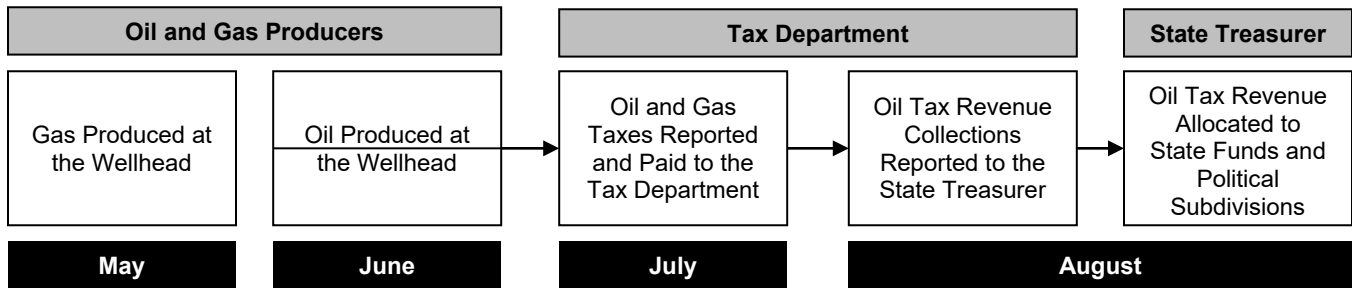 Oil and Gas Producers
Tax Department
State Treasurer
Gas Produced at
the Wellhead
Oil Produced at
the Wellhead
Oil and Gas
Taxes Reported
and Paid to the
Tax Department
Oil Tax Revenue
Collections
Reported to the
State Treasurer
Oil Tax Revenue
Allocated to
State Funds and
Political
Subdivisions
May
June
July
August